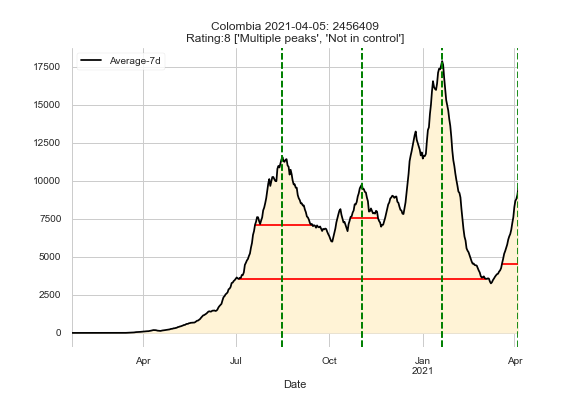 Colombia 2021-04-05: 2456409
Rating:8 ['Multiple peaks', 'Not in control']
Average-7d
17500
15000
12500
10000
7500
5000
2500
0
Apr Jul Oct Jan Apr
2021
Date